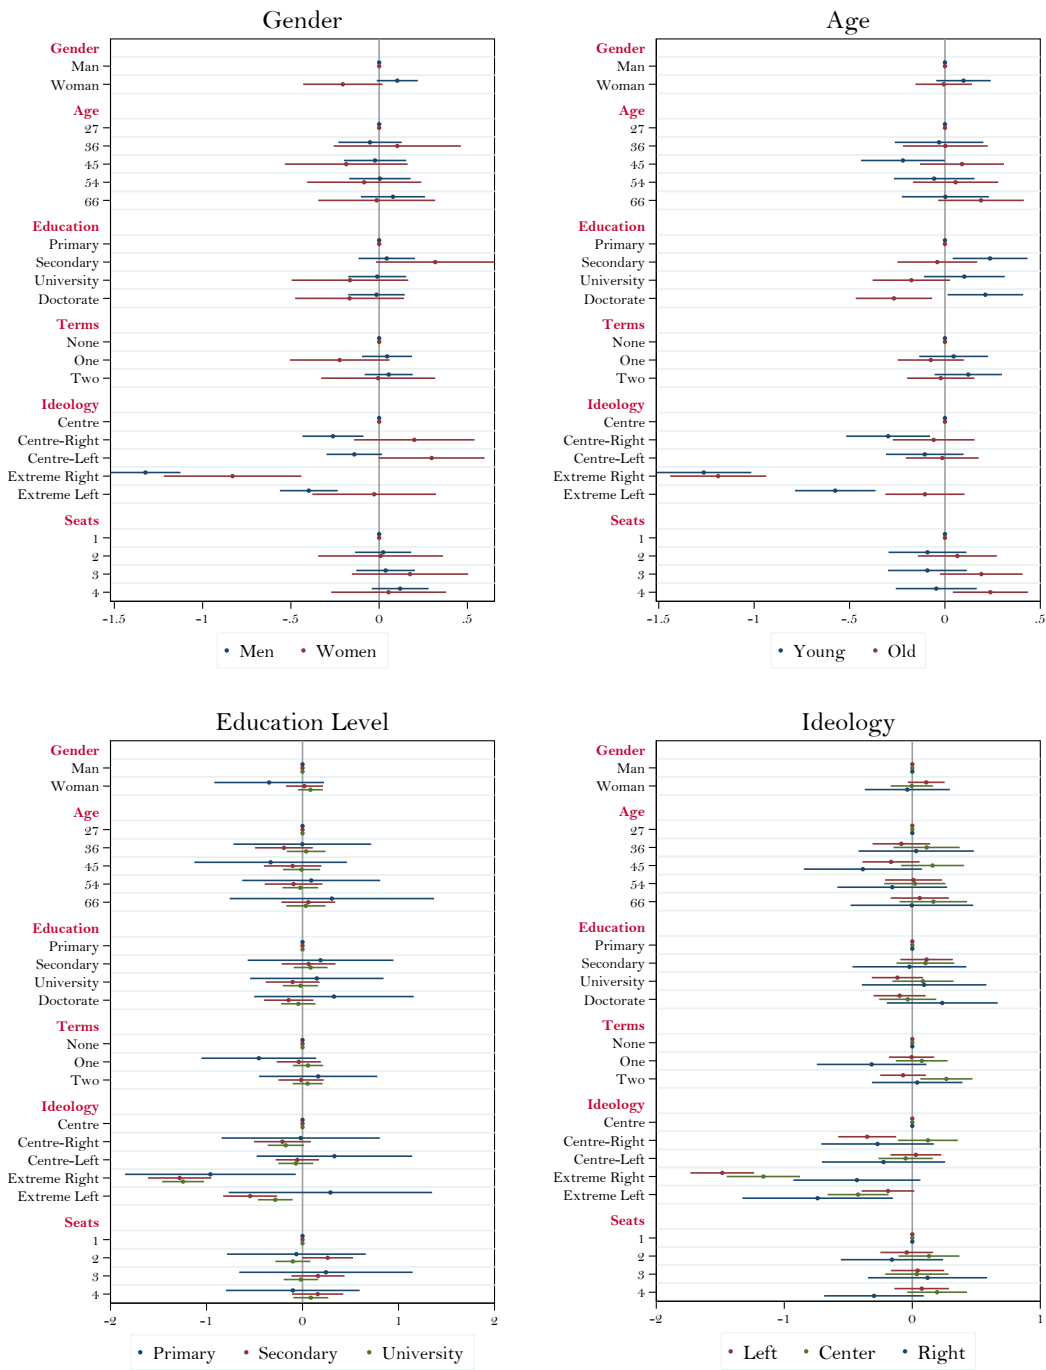 Gender
Gender
Man
Woman
Age
27
36
45
54
66
Education
Primary
Secondary
University
Doctorate
Terms
None
One
Two
Ideology
Centre
Centre-Right
Centre-Left
Extreme Right
Extreme Left
Seats
1
2
3
4
-1.5 -1 -.5 0 .5
Men Women
Age
Gender
Man
Woman
Age
27
36
45
54
66
Education
Primary
Secondary
University
Doctorate
Terms
None
One
Two
Ideology
Centre
Centre-Right
Centre-Left
Extreme Right
Extreme Left
Seats
1
2
3
4
-1.5 -1 -.5 0 .5
Young Old
Education Level
Gender
Man
Woman
Age
27
36
45
54
66
Education
Primary
Secondary
University
Doctorate
Terms
None
One
Two
Ideology
Centre
Centre-Right
Centre-Left
Extreme Right
Extreme Left
Seats
1
2
3
4
-2 -1 0 1 2
Primary Secondary University
Ideology
Gender
Man
Woman
Age
27
36
45
54
66
Education
Primary
Secondary
University
Doctorate
Terms
None
One
Two
Ideology
Centre
Centre-Right
Centre-Left
Extreme Right
Extreme Left
Seats
1
2
3
4
-2 -1 0 1
Left Center Right